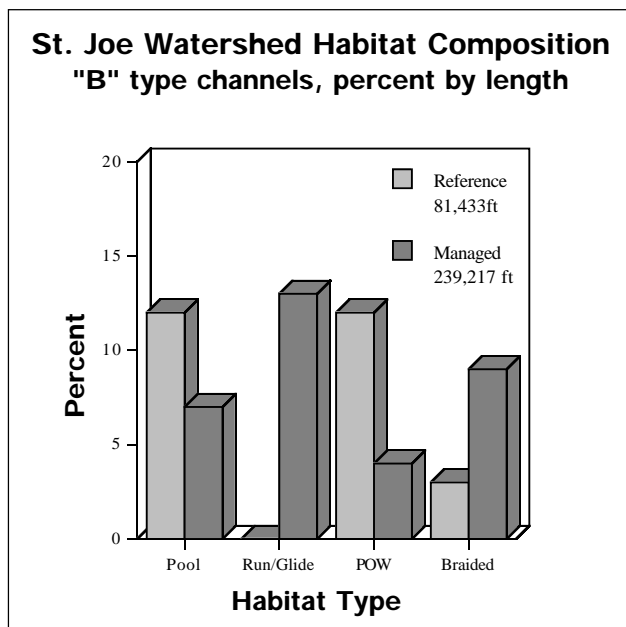 St. Joe Watershed Habitat Composition
"B" type channels, percent by length
20
15
10
5
0
Percent
Reference
81,433ft
Managed
239,217 ft
Pool Run/Glide POW Braided
Habitat Type